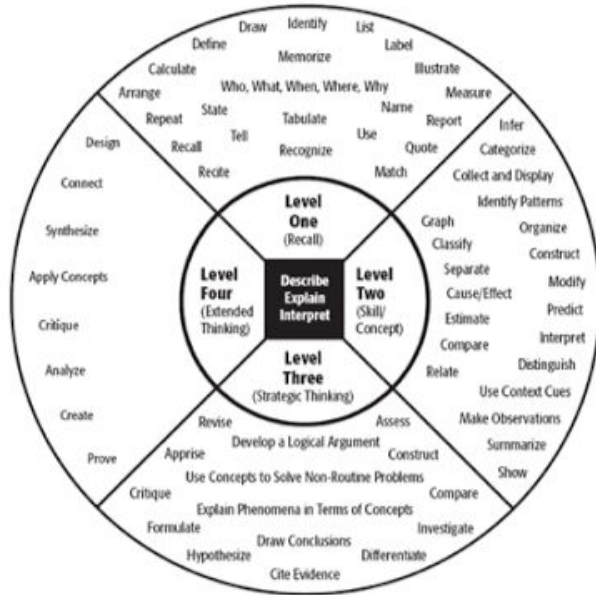 Draw
Identify
List
Define
Label
Memorize
Calculate
Illustrate
Arrange
Who, What, When, Where, Why
Measure
Repeat
State
Tabulate
Name
Report
Recall
Tell
Use
Quote
Recite
Recognize
Match
Level
One
(Recall)
Infer
Categorize
Collect and Display
Identify Patterns
Graph
Organize
Classify
Construct
Separate
Modify
Cause/Effect
Predict
Estimate
Interpret
Compare
Distinguish
Relate
Use Context Cues
Make Observations
Summarize
Show
Level
Two
(Skill/
Concept)
Describe
Explain
Interpret
Level
Four
(Extended
Thinking)
Design
Connect
Synthesize
Apply Concepts
Critique
Analyze
Create
Prove
Level
Three
(Strategic Thinking)
Revise
Assess
Develop a Logical Argument
Apprise
Construct
Use Concepts to Solve Non-Routine Problems
Critique
Compare
Explain Phenomena in Terms of Concepts
Formulate
Investigate
Draw Conclusions
Hypothesize
Differentiate
Cite Evidence